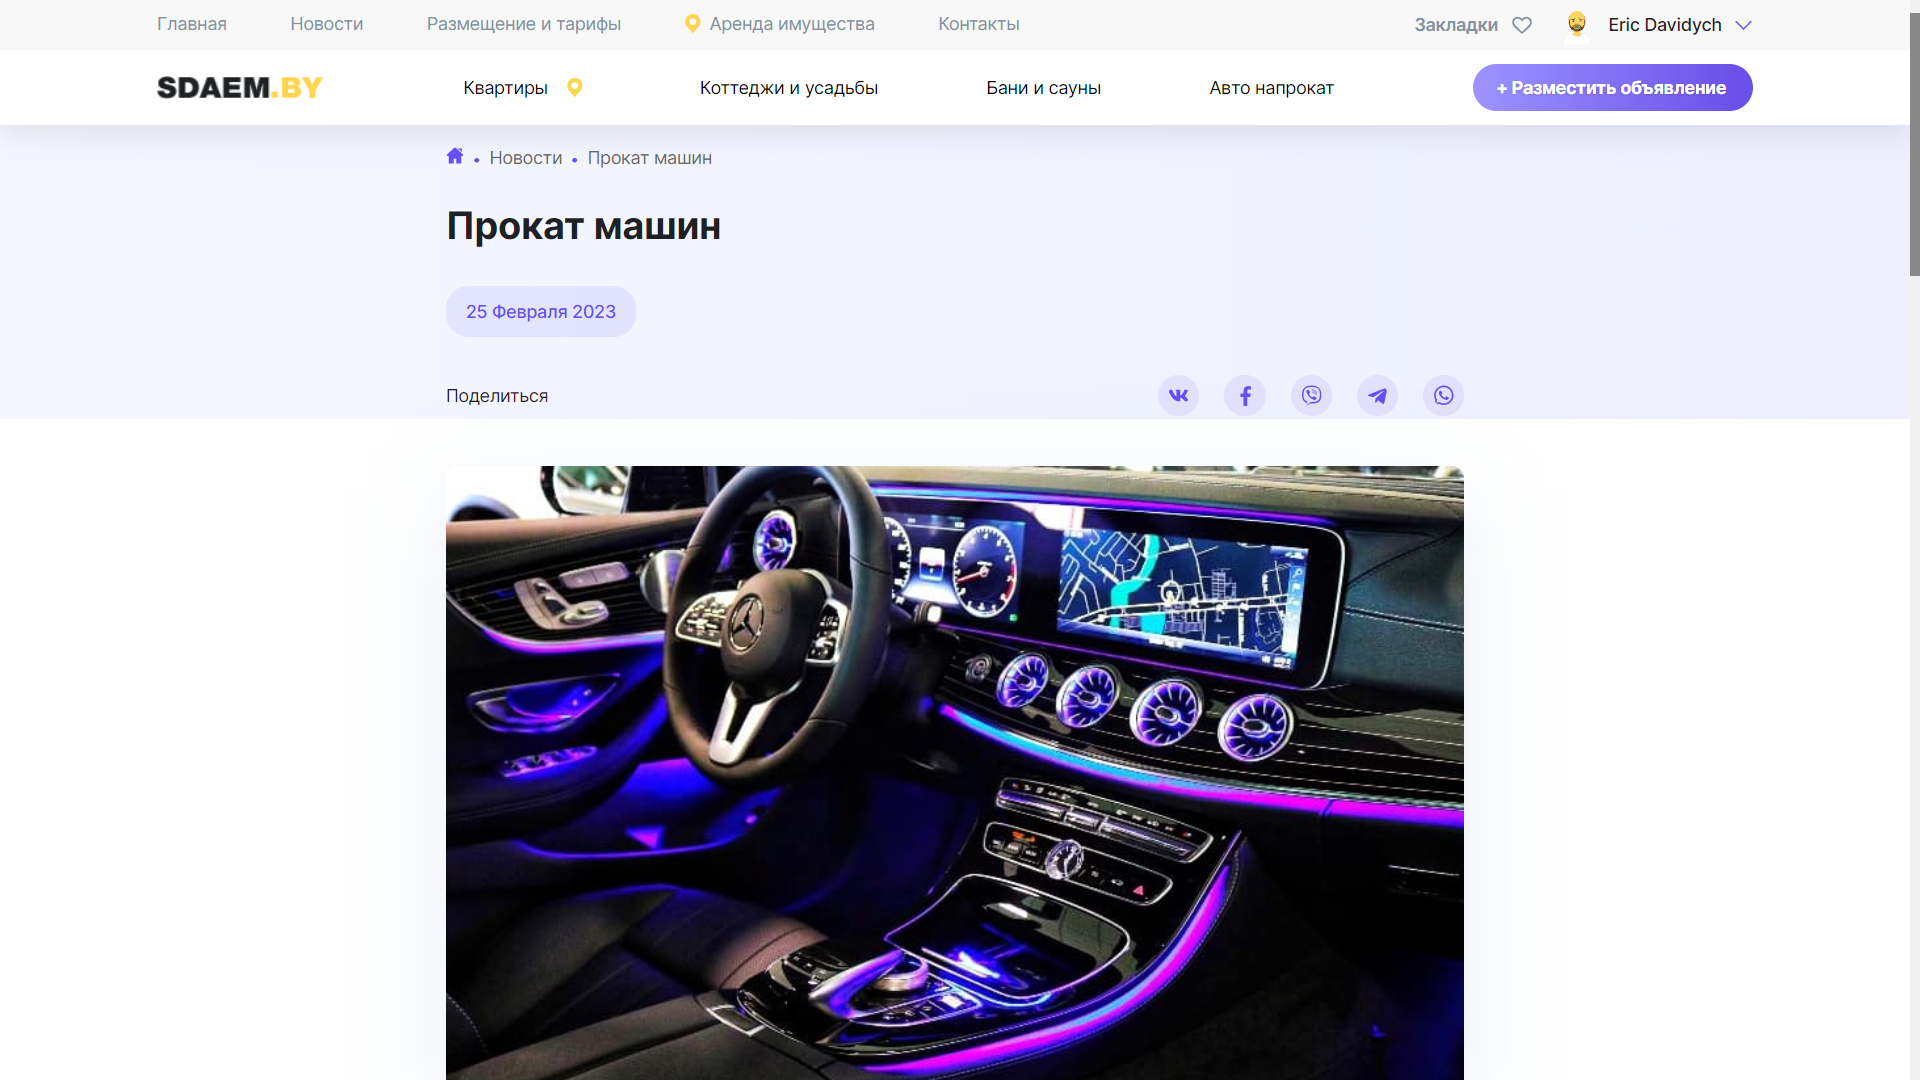 Главная Новости Размещение и тарифы Аренда имущества Контакты Закладки Eric Davidych
SDAEM.BY Квартиры Коттеджи и усадьбы Бани и сауны Авто напрокат + Разместить объявление
Новости • Прокат машин
Прокат машин
25 Февраля 2023
Поделиться